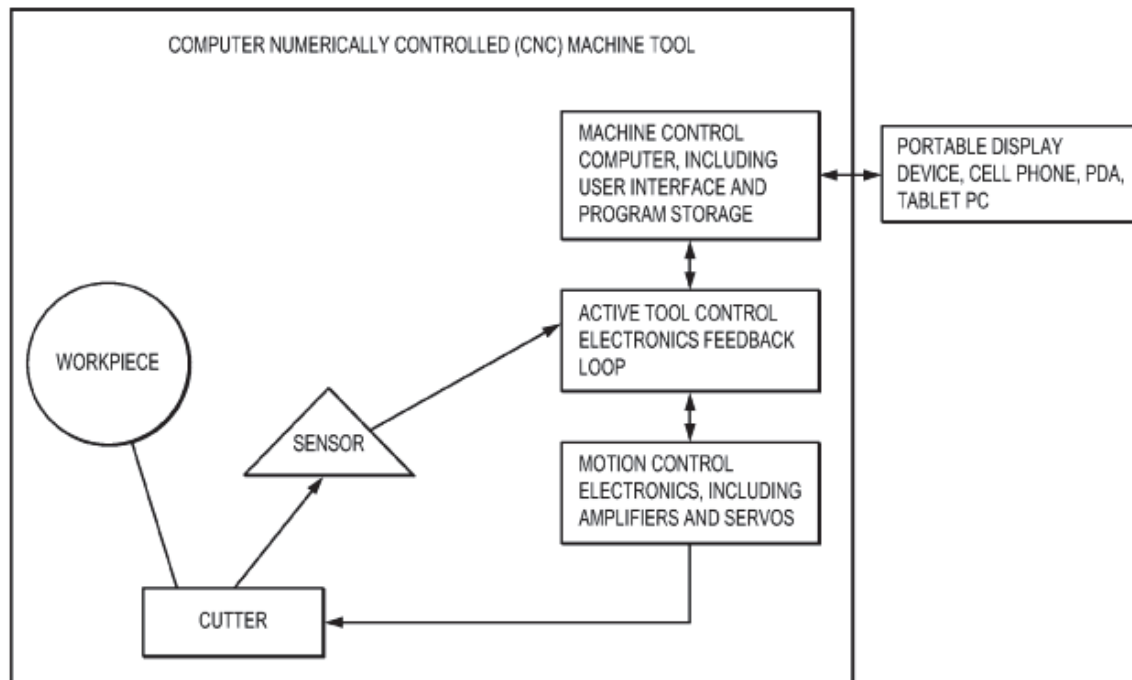 COMPUTER NUMERICALLY CONTROLLED (CNC) MACHINE TOOL
MACHINE CONTROL
COMPUTER, INCLUDING
USER INTERFACE AND
PROGRAM STORAGE
PORTABLE DISPLAY
DEVICE, CELL PHONE, PDA,
TABLET PC
ACTIVE TOOL CONTROL
ELECTRONICS FEEDBACK
LOOP
WORKPIECE
SENSOR
MOTION CONTROL
ELECTRONICS, INCLUDING
AMPLIFIERS AND SERVOS
CUTTER